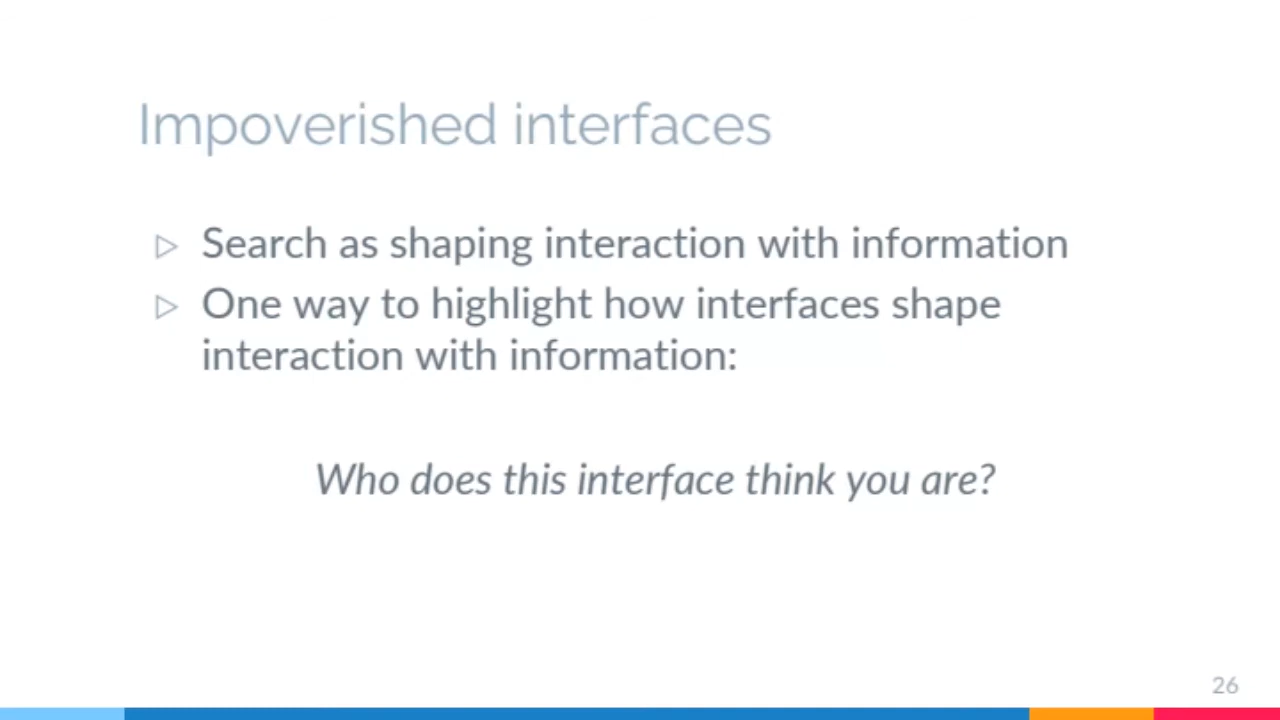 Impoverished interfaces
▷ Search as shaping interaction with information
▷ One way to highlight how interfaces shape
interaction with information:
Who does this interface think you are?
26